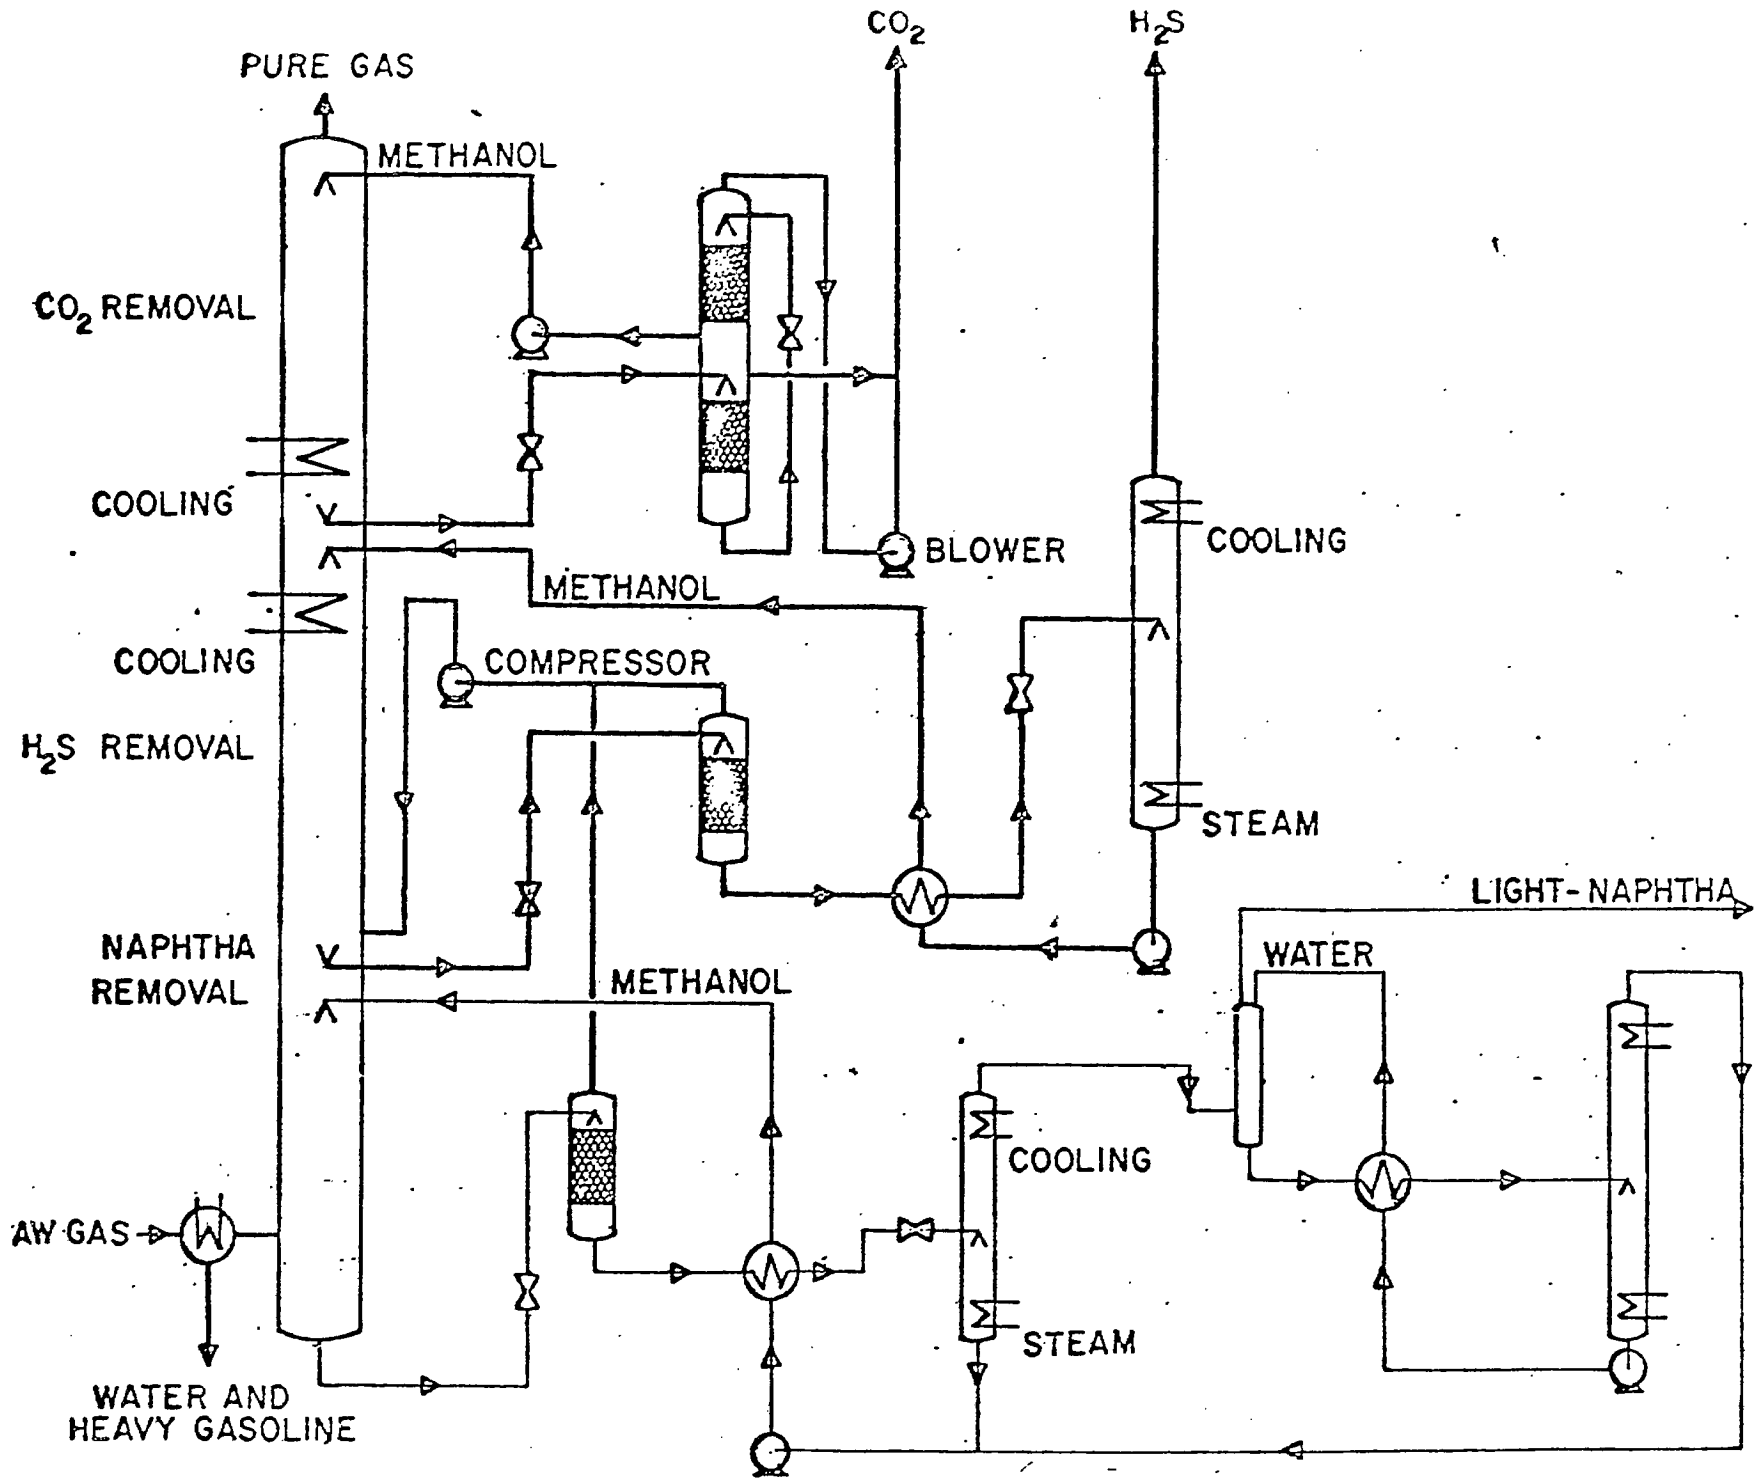 CO2
H2S
PURE GAS
METHANOL
CO2 REMOVAL
COOLING
BLOWER
COOLING
METHANOL
COOLING
COMPRESSOR
H2S REMOVAL
STEAM
LIGHT-NAPHTHA
NAPHTHA
REMOVAL
WATER
METHANOL
COOLING
AW GAS
STEAM
WATER AND
HEAVY GASOLINE